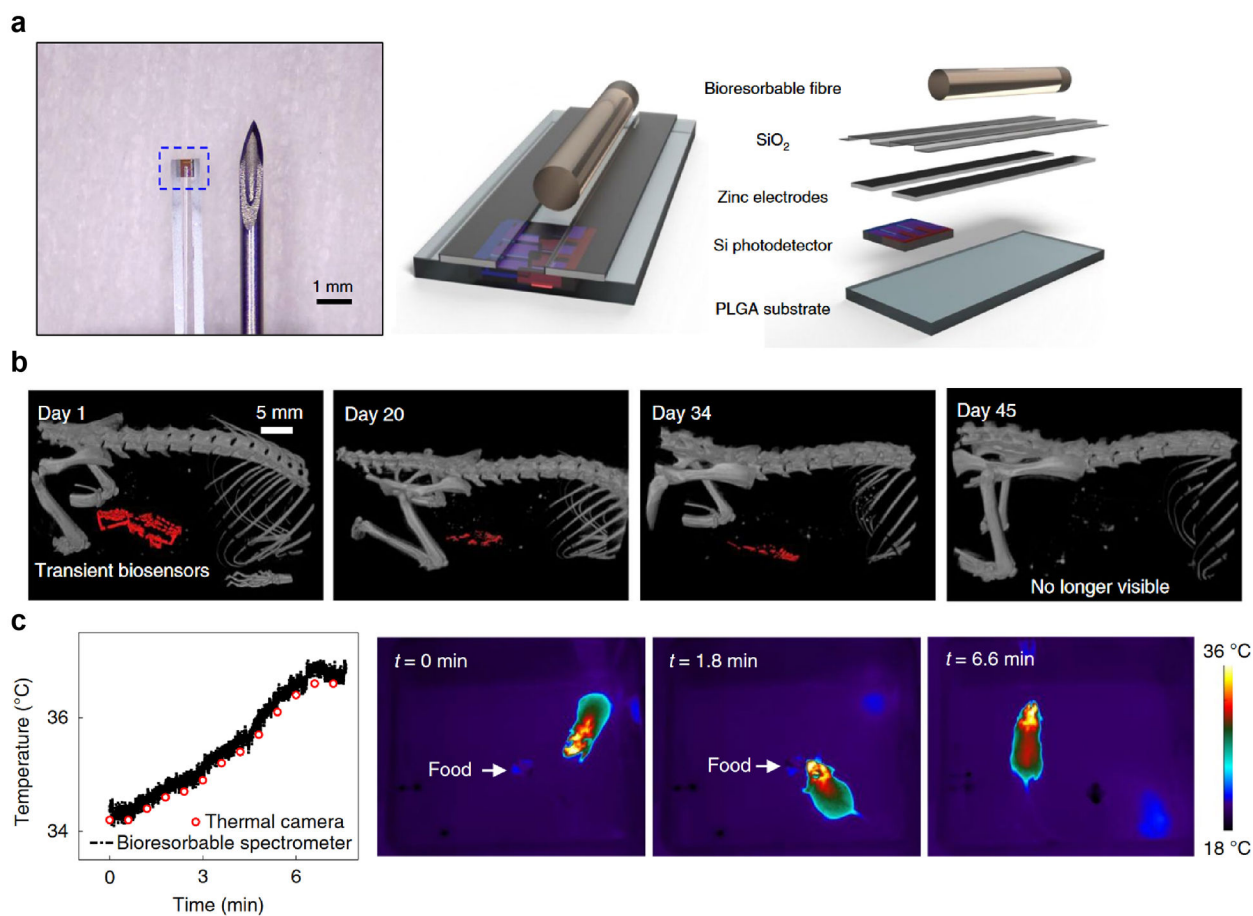 a
1 mm
Bioresorbable fibre
SiO₂
Zinc electrodes
Si photodetector
PLGA substrate
b
Day 1
5 mm
Transient biosensors
Day 20
Day 34
Day 45
No longer visible
c
Temperature (°C)
36
34
Thermal camera
Bioresorbable spectrometer
0
3
6
Time (min)
t = 0 min
Food
t = 1.8 min
Food
t = 6.6 min
36 °C
18 °C